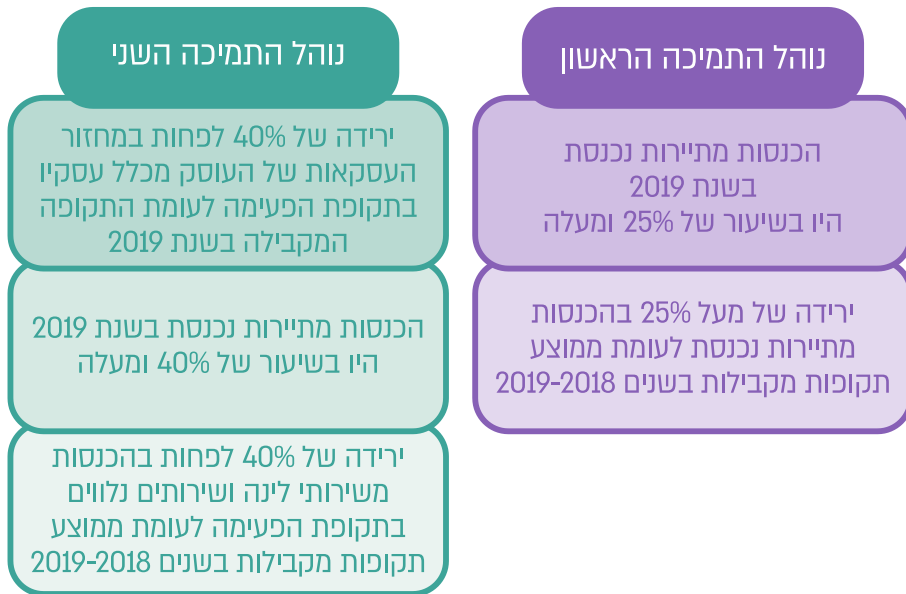 נוהל התמיכה הראשון
הכנסות מתיירות נכנסת
בשנת 2019
היו בשיעור של 25% ומעלה
ירידה של מעל 25% בהכנסות
מתיירות נכנסת לעומת ממוצע
תקופות מקבילות בשנים 2019-2018
נוהל התמיכה השני
ירידה של 40% לפחות במחזור
העסקאות של העוסק מכלל עסקיו
בתקופת הפעימה לעומת התקופה
המקבילה בשנת 2019
הכנסות מתיירות נכנסת בשנת 2019
היו בשיעור של 40% ומעלה
ירידה של 40% לפחות בהכנסות
משירותי לינה ושירותים נלווים
בתקופת הפעימה לעומת ממוצע
תקופות מקבילות בשנים 2019-2018